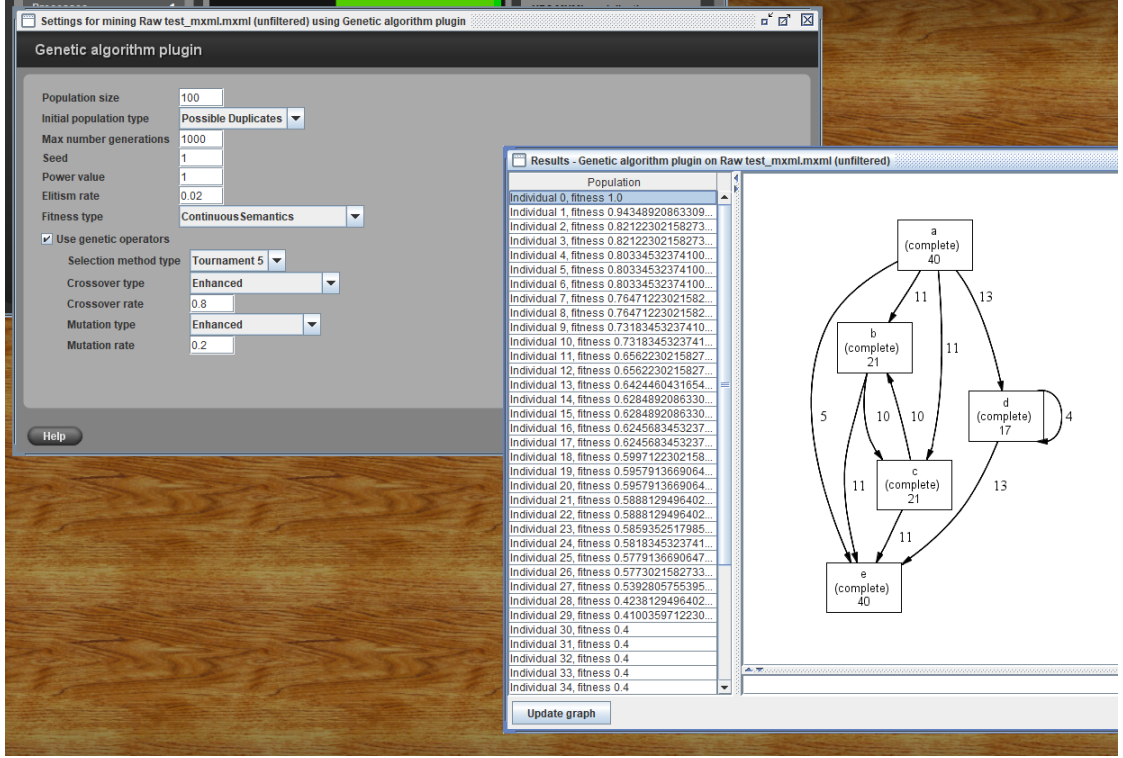 Settings for mining Raw test_mxml.mxml (unfiltered) using Genetic algorithm plugin
Genetic algorithm plugin
Population size 100
Initial population type Possible Duplicates
Max number generations 1000
Seed 1
Power value 1
Elitism rate 0.02
Fitness type ContinuousSemantics
Use genetic operators
Selection method type Tournament 5
Crossover type Enhanced
Crossover rate 0.8
Mutation type Enhanced
Mutation rate 0.2
Help
Results - Genetic algorithm plugin on Raw test_mxml.mxml (unfiltered)
Population
Individual 0, fitness 1.0
Individual 1, fitness 0.94348920863309...
Individual 2, fitness 0.82122302158273...
Individual 3, fitness 0.82122302158273...
Individual 4, fitness 0.80334532374100...
Individual 5, fitness 0.80334532374100...
Individual 6, fitness 0.80334532374100...
Individual 7, fitness 0.76471223021582...
Individual 8, fitness 0.76471223021582...
Individual 9, fitness 0.73183453237410...
Individual 10, fitness 0.7318345323741...
Individual 11, fitness 0.6562230215827...
Individual 12, fitness 0.6562230215827...
Individual 13, fitness 0.6424460431654...
Individual 14, fitness 0.6284892086330...
Individual 15, fitness 0.6284892086330...
Individual 16, fitness 0.6245683453237...
Individual 17, fitness 0.6245683453237...
Individual 18, fitness 0.5997122302158...
Individual 19, fitness 0.5957913669064...
Individual 20, fitness 0.5957913669064...
Individual 21, fitness 0.5888129496402...
Individual 22, fitness 0.5888129496402...
Individual 23, fitness 0.5859352517985...
Individual 24, fitness 0.5818345323741...
Individual 25, fitness 0.5779136690647...
Individual 26, fitness 0.5773021582733...
Individual 27, fitness 0.5392805755395...
Individual 28, fitness 0.4238129496402...
Individual 29, fitness 0.4100359712230...
Individual 30, fitness 0.4
Individual 31, fitness 0.4
Individual 32, fitness 0.4
Individual 33, fitness 0.4
Individual 34, fitness 0.4
Update graph
a
(complete)
40
11
13
b
(complete)
21
11
d
(complete)
17
4
5
10
10
c
(complete)
21
11
13
11
e
(complete)
40